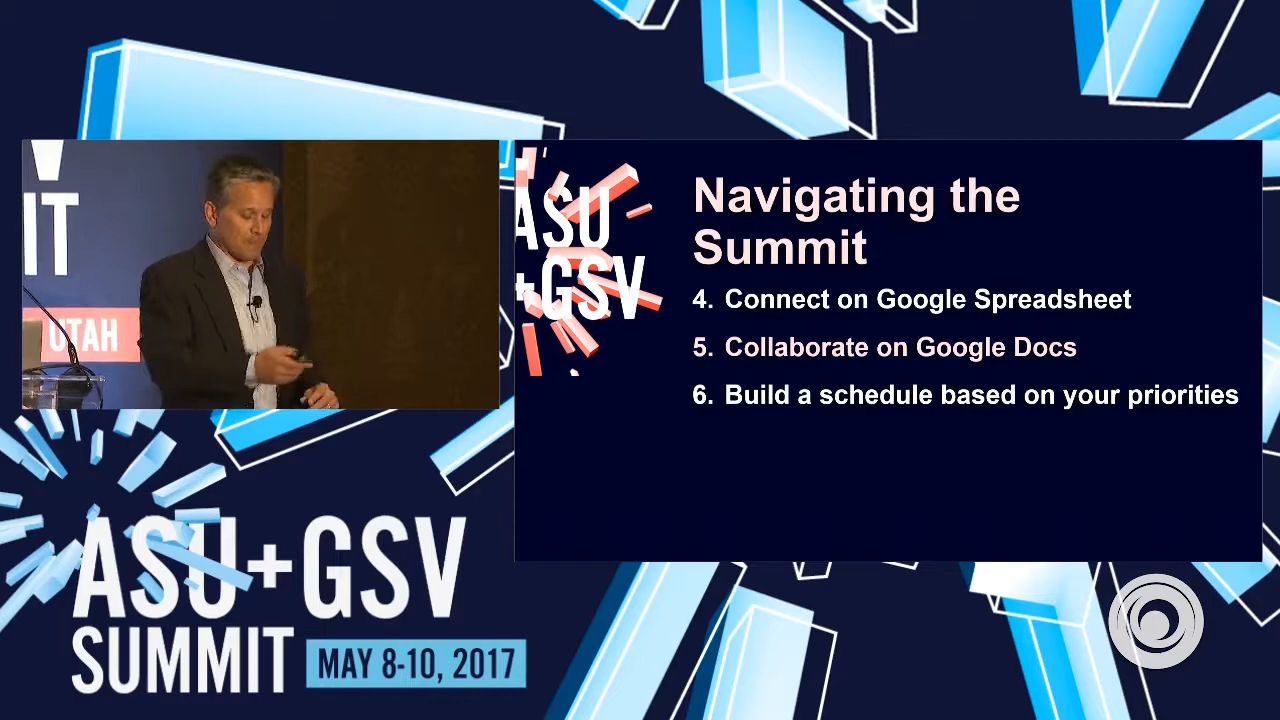 IT
UTAH
ASU
+GSV
Navigating the
Summit
4. Connect on Google Spreadsheet
5. Collaborate on Google Docs
6. Build a schedule based on your priorities
ASU+GSV
SUMMIT
MAY 8-10, 2017